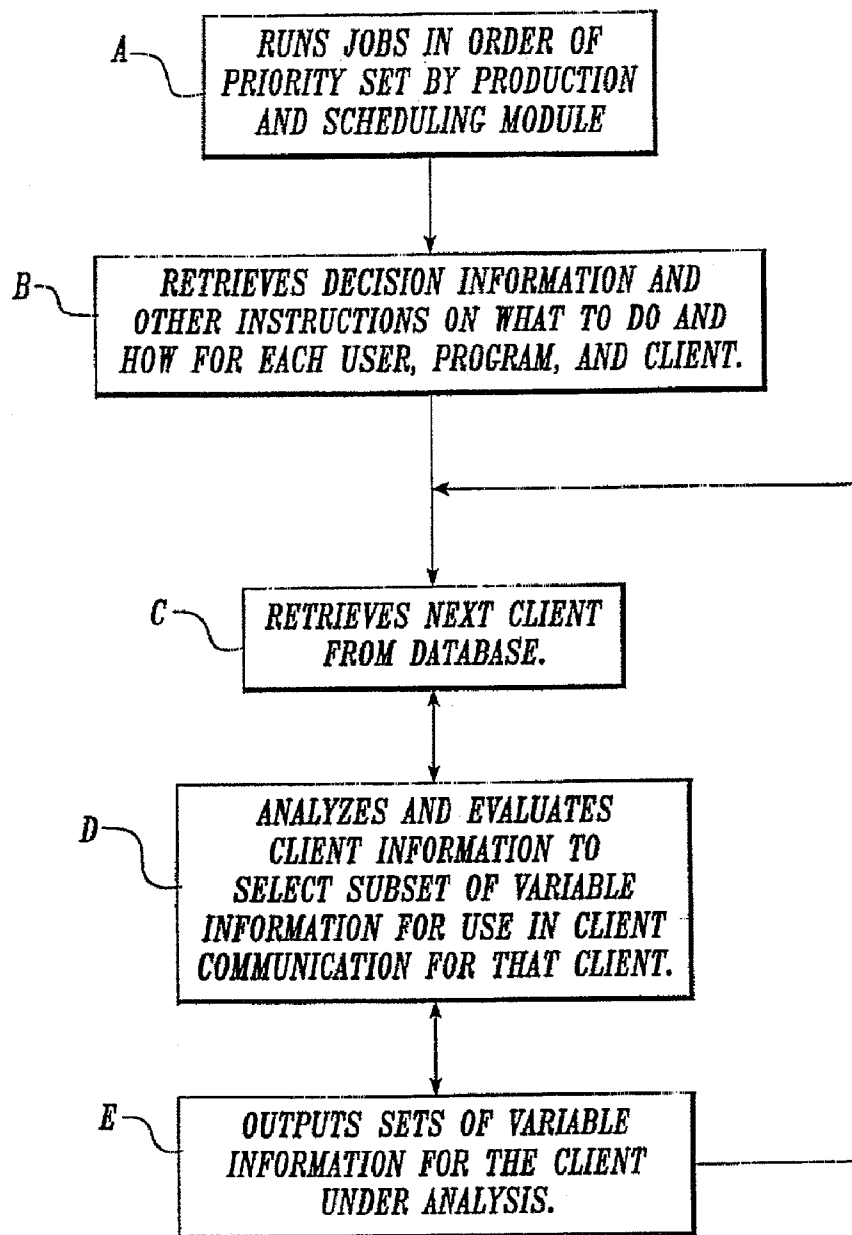 A
RUNS JOBS IN ORDER OF
PRIORITY SET BY PRODUCTION
AND SCHEDULING MODULE
B
RETRIEVES DECISION INFORMATION AND
OTHER INSTRUCTIONS ON WHAT TO DO AND
HOW FOR EACH USER, PROGRAM, AND CLIENT.
C
RETRIEVES NEXT CLIENT
FROM DATABASE.
D
ANALYZES AND EVALUATES
CLIENT INFORMATION TO
SELECT SUBSET OF VARIABLE
INFORMATION FOR USE IN CLIENT
COMMUNICATION FOR THAT CLIENT.
E
OUTPUTS SETS OF VARIABLE
INFORMATION FOR THE CLIENT
UNDER ANALYSIS.